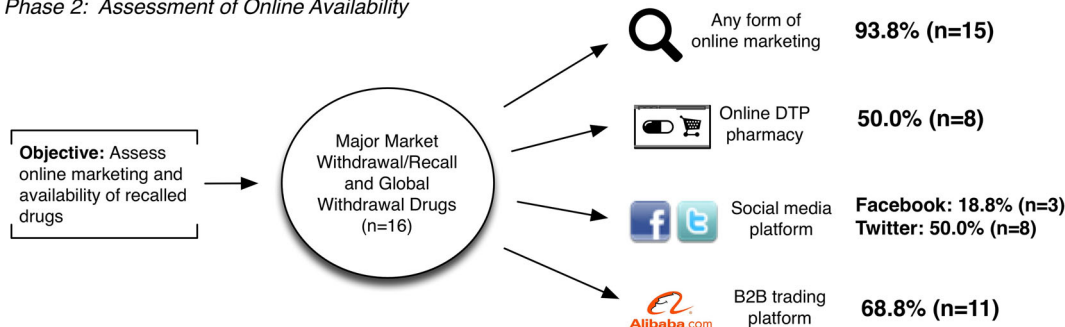 Phase 2: Assessment of Online Availability
Objective: Assess
online marketing and
availability of recalled
drugs
Major Market
Withdrawal/Recall
and Global
Withdrawal Drugs
(n=16)
Any form of
online marketing
93.8% (n=15)
Online DTP
pharmacy
50.0% (n=8)
f t
Social media
platform
Facebook: 18.8% (n=3)
Twitter: 50.0% (n=8)
Alibaba.com
B2B trading
platform
68.8% (n=11)